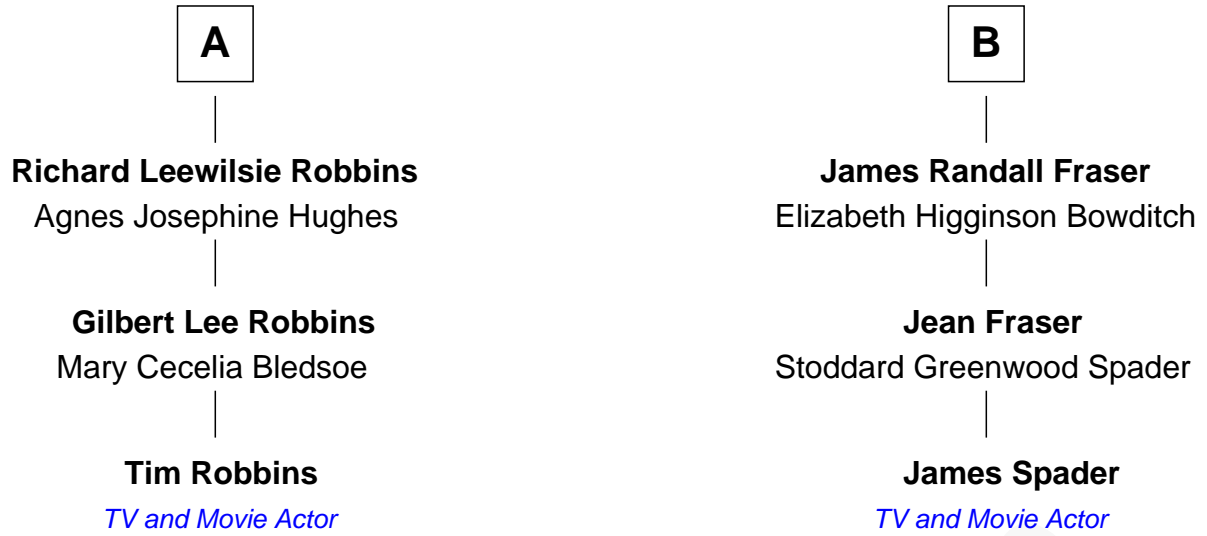 A
Richard Leewilsie Robbins
Agnes Josephine Hughes
Gilbert Lee Robbins
Mary Cecelia Bledsoe
Tim Robbins
TV and Movie Actor
B
James Randall Fraser
Elizabeth Higginson Bowditch
Jean Fraser
Stoddard Greenwood Spader
James Spader
TV and Movie Actor